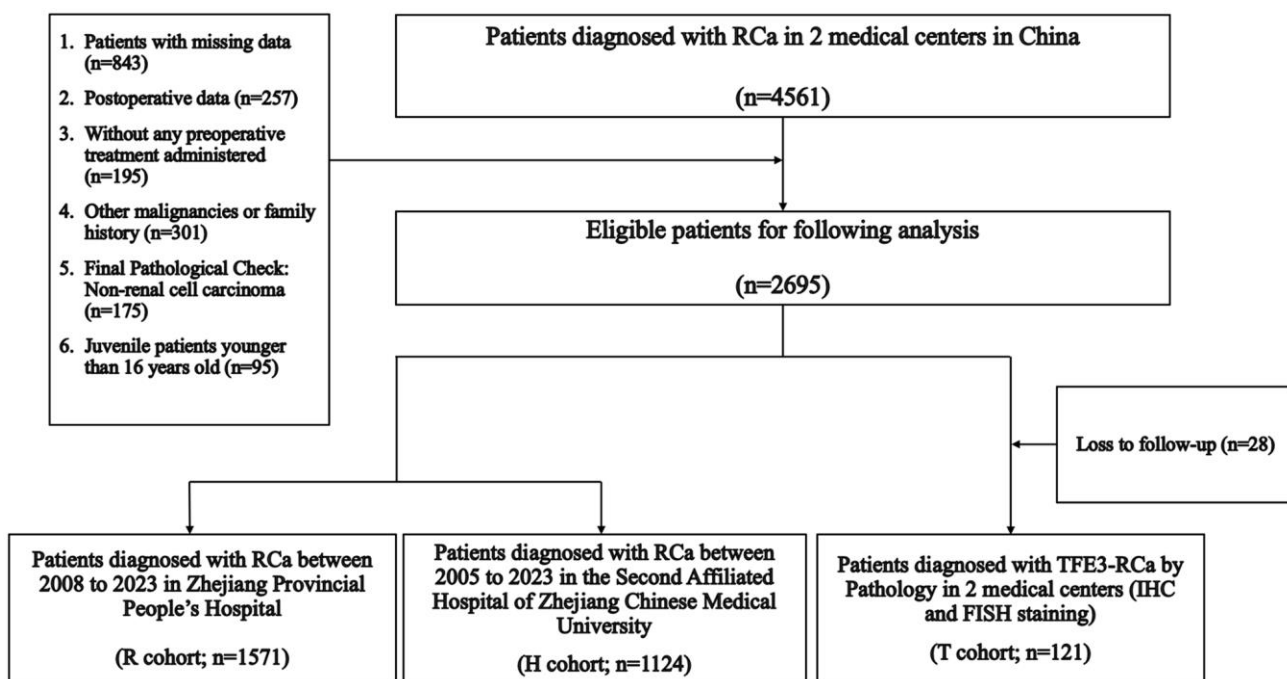 1. Patients with missing data
(n=843)
2. Postoperative data (n=257)
3. Without any preoperative
treatment administered
(n=195)
4. Other malignancies or family
history (n=301)
5. Final Pathological Check:
Non-renal cell carcinoma
(n=175)
6. Juvenile patients younger
than 16 years old (n=95)
Patients diagnosed with RCa in 2 medical centers in China
(n=4561)
Eligible patients for following analysis
(n=2695)
Loss to follow-up (n=28)
Patients diagnosed with RCa between
2008 to 2023 in Zhejiang Provincial
People's Hospital
(R cohort; n=1571)
Patients diagnosed with RCa between
2005 to 2023 in the Second Affiliated
Hospital of Zhejiang Chinese Medical
University
(H cohort; n=1124)
Patients diagnosed with TFE3-RCa by
Pathology in 2 medical centers (IHC
and FISH staining)
(T cohort; n=121)